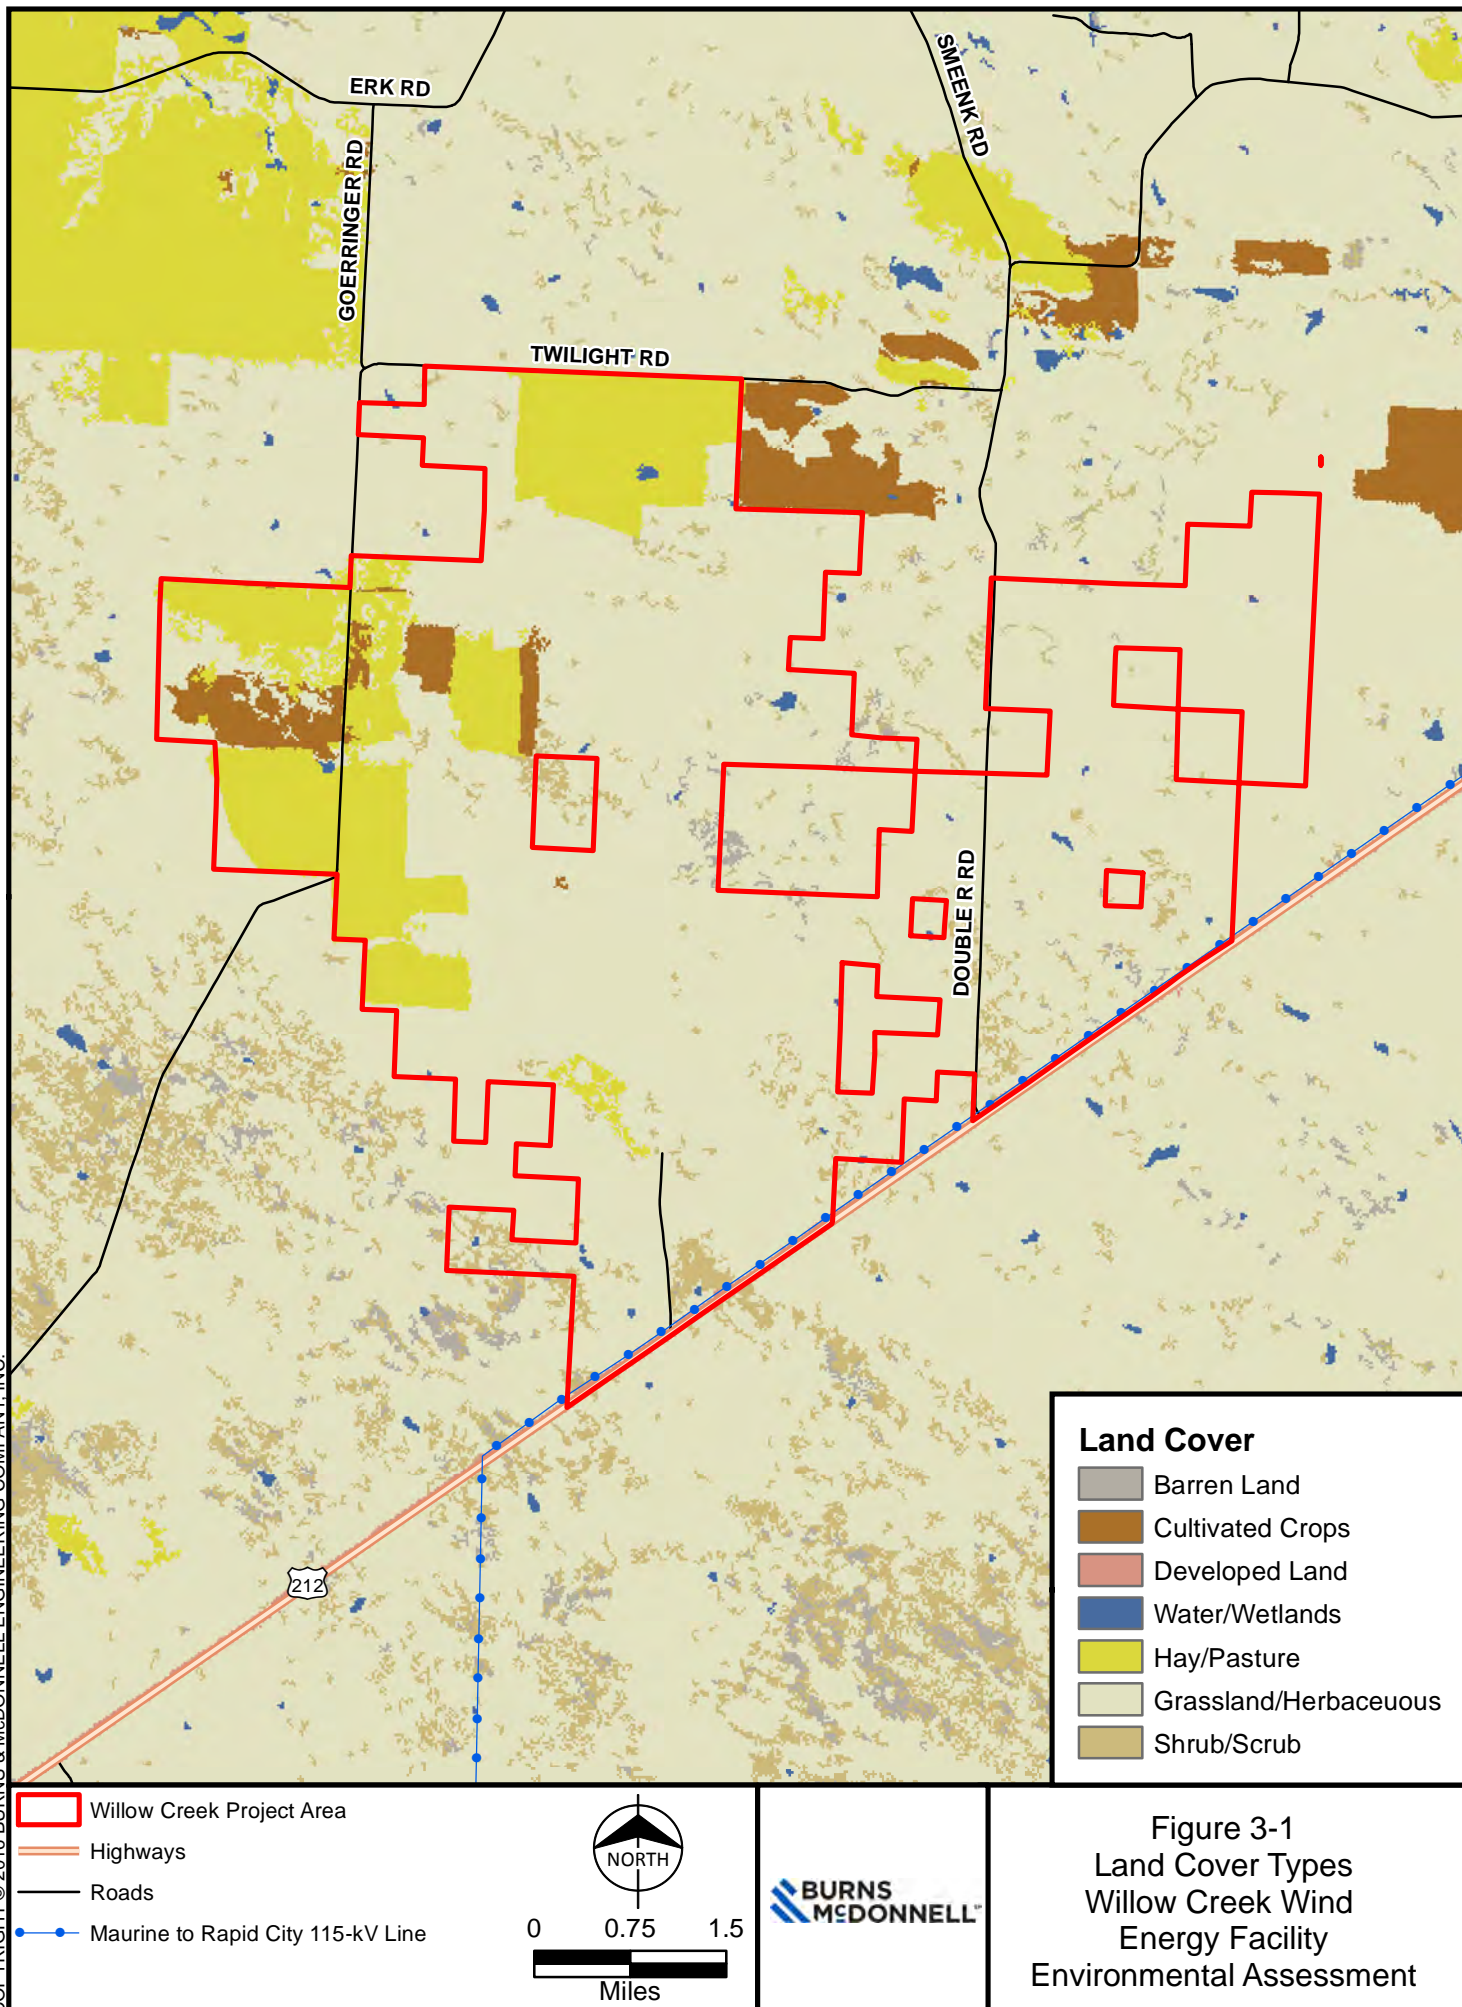 ERK RD
SMEENK RD
GOERRINGER RD
TWILIGHT RD
DOUBLE R RD
212
Land Cover
Barren Land
Cultivated Crops
Developed Land
Water/Wetlands
Hay/Pasture
Grassland/Herbaceuous
Shrub/Scrub
Willow Creek Project Area
Highways
Roads
Maurine to Rapid City 115-kV Line
NORTH
0 0.75 1.5
Miles
BURNS
McDONNELL
Figure 3-1
Land Cover Types
Willow Creek Wind
Energy Facility
Environmental Assessment